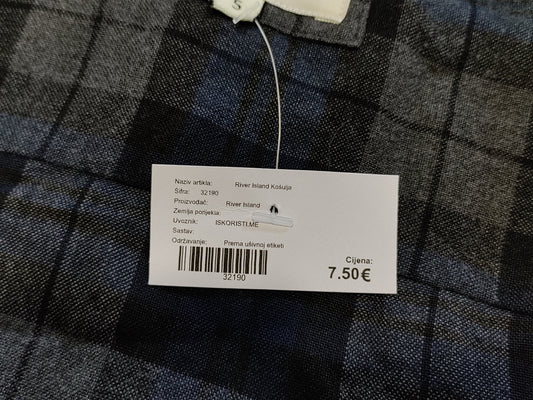 S
Naziv artikla: River Island Košulja
Šifra: 32190
Proizvođač: River Island
Zemlja porijekla:
Uvoznik: ISKORISTI.ME
Sastav:
Održavanje: Prema ušivnoj etiketi
32190
Cijena:
7.50€